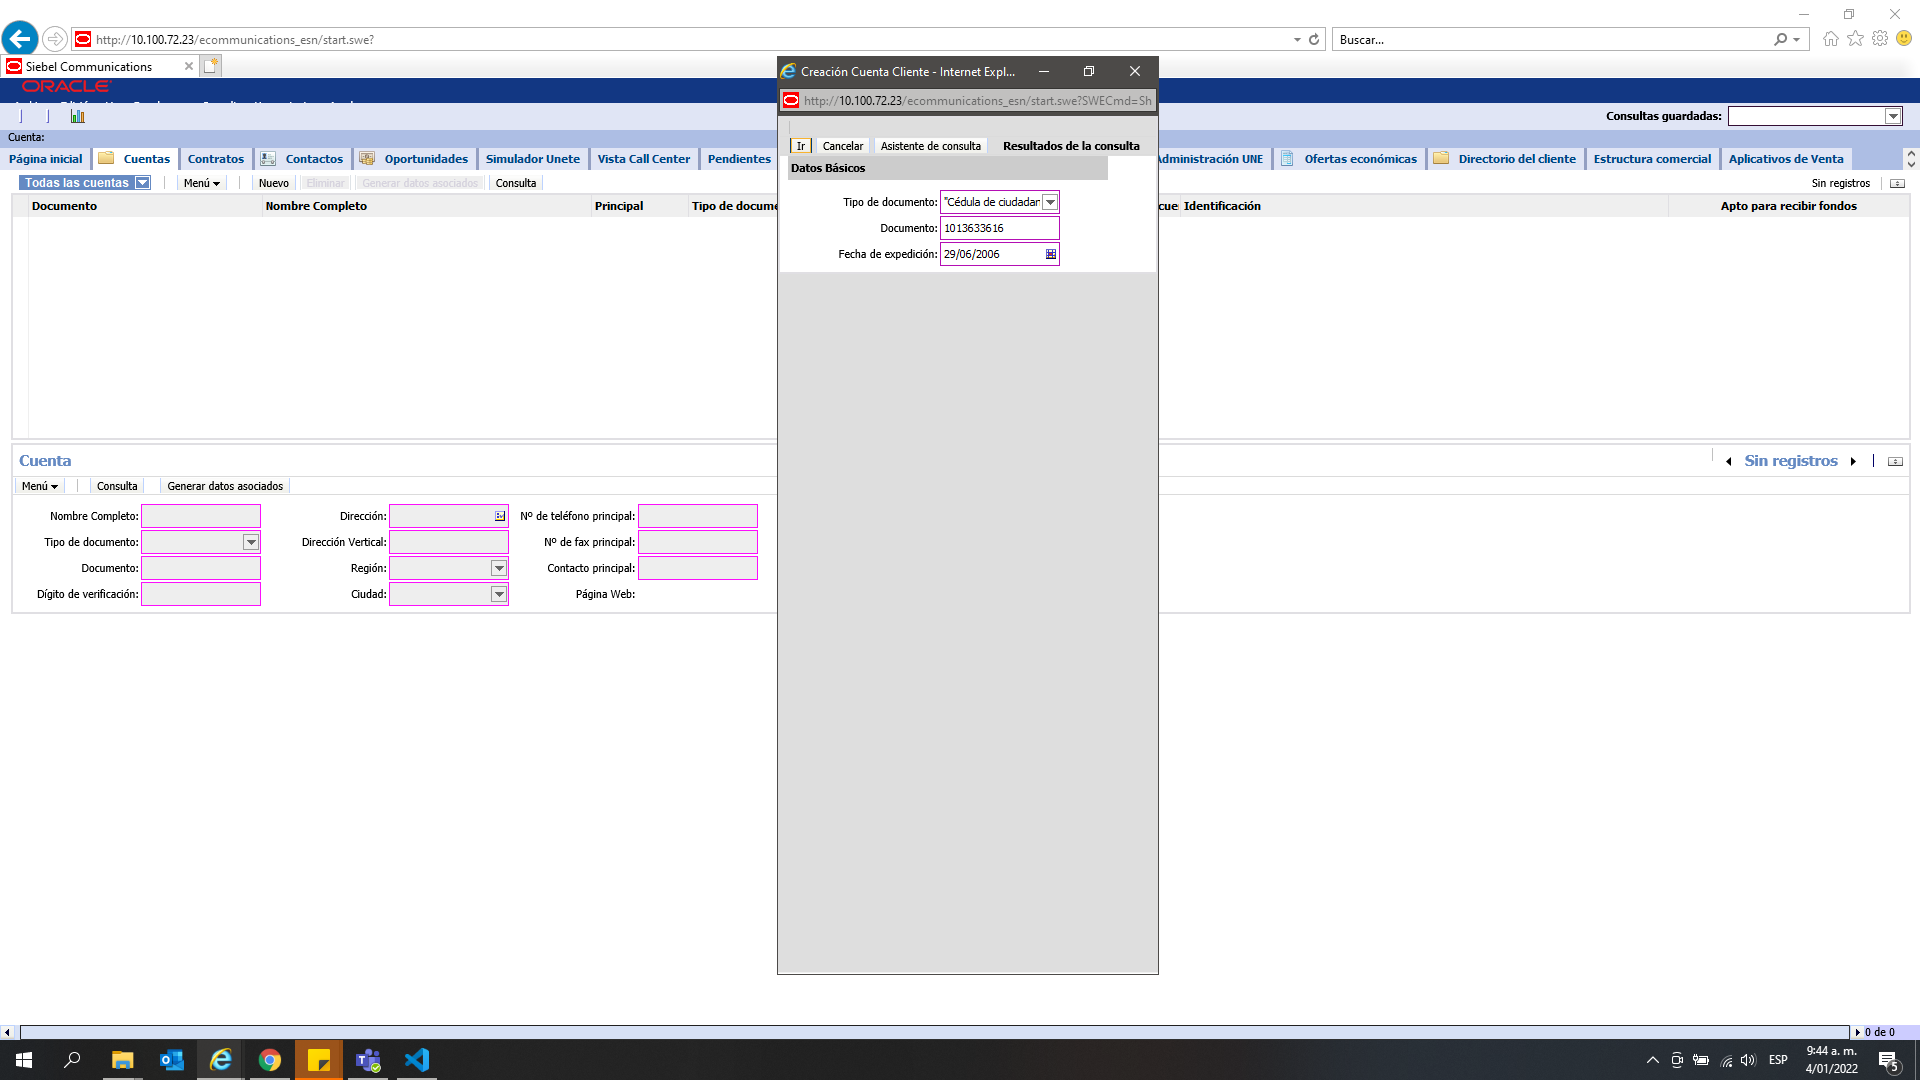 http://10.100.72.23/ecommunications_esn/start.swe?
Buscar...
Siebel Communications
ORACLE
Creación Cuenta Cliente - Internet Expl...
http://10.100.72.23/ecommunications_esn/start.swe?SWECmd=Sh
Consultas guardadas:
Cuenta:
Página inicial
Cuentas
Contratos
Contactos
Oportunidades
Simulador Unete
Vista Call Center
Pendientes
dministración UNE
Ofertas económicas
Directorio del cliente
Estructura comercial
Aplicativos de Venta
Todas las cuentas
Menú
Nuevo
Eliminar
Generar datos asociados
Consulta
Sin registros
Documento
Nombre Completo
Principal
Tipo de docume
cue
Identificación
Apto para recibir fondos
Ir
Cancelar
Asistente de consulta
Resultados de la consulta
Datos Básicos
Tipo de documento: "Cédula de ciudadar
Documento: 1013633616
Fecha de expedición: 29/06/2006
Cuenta
Sin registros
Menú
Consulta
Generar datos asociados
Nombre Completo:
Dirección:
Nº de teléfono principal:
Tipo de documento:
Dirección Vertical:
Nº de fax principal:
Documento:
Región:
Contacto principal:
Dígito de verificación:
Ciudad:
Página Web:
0 de 0
ESP
9:44 a. m.
4/01/2022
5